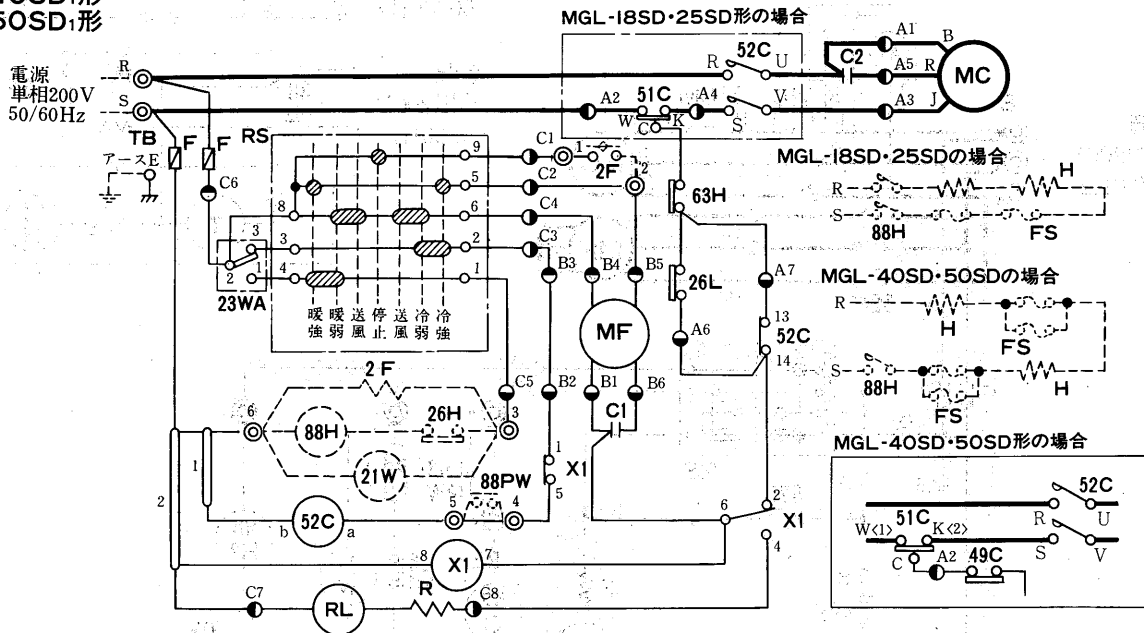 50SD₁形
MGL-18SD・25SD形の場合
電源
単相200V
50/60Hz
R
S
TB
アースE
F
F
C6
RS
R 52C U
C2
A1
B
A5
R
MC
A2
51C
A4
W
K
C
S
V
A3
J
9
C1
1
2F
2
5
C2
8
6
C4
3
2
C3
4
1
3
2
1
23WA
暖強
暖弱
送風
停止
送風
冷弱
冷強
B3
B4
B5
MF
B2
B1
B6
C1
63H
26L
A6
A7
13
52C
14
MGL-18SD・25SDの場合
R
H
S
88H
FS
MGL-40SD・50SDの場合
R
H
FS
S
88H
FS
H
2F
6
88H
26H
C5
3
21W
1
2
88PW
1
X1
5
b
52C
a
5
4
6
2
X1
4
8
X1
7
C7
RL
R
C8
MGL-40SD・50SD形の場合
52C
R
U
W<1>
51C
K<2>
S
V
C
A2
49C